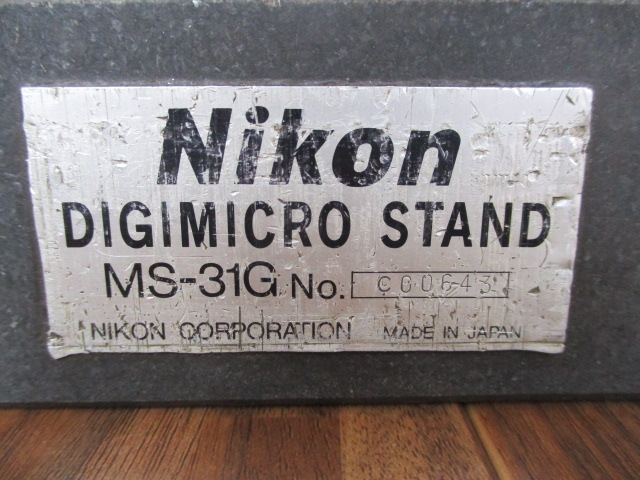 Nikon
DIGIMICRO STAND
MS-31G No. C00643
NIKON CORPORATION MADE IN JAPAN